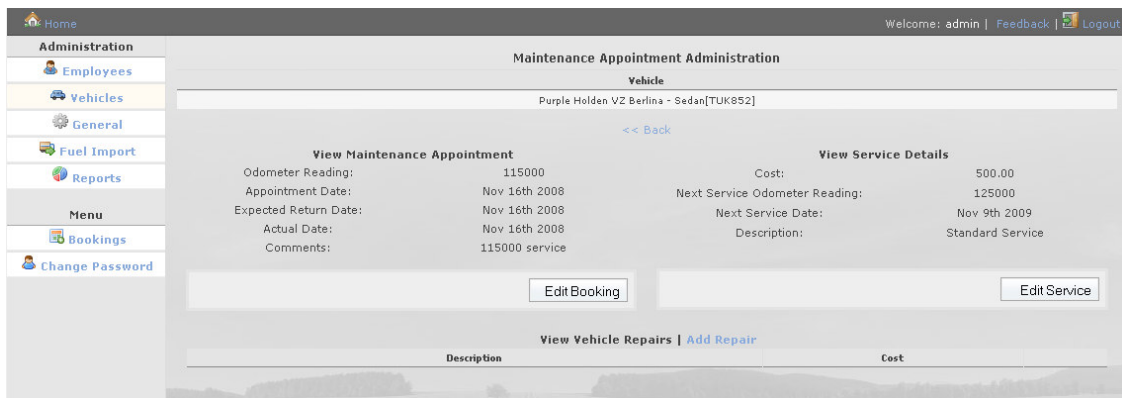 Home
Welcome: admin | Feedback | Logout
Administration
Employees
Vehicles
General
Fuel Import
Reports
Menu
Bookings
Change Password
Maintenance Appointment Administration
Vehicle
Purple Holden VZ Berlina - Sedan[TUK852]
<< Back
View Maintenance Appointment
Odometer Reading: 115000
Appointment Date: Nov 16th 2008
Expected Return Date: Nov 16th 2008
Actual Date: Nov 16th 2008
Comments: 115000 service
Edit Booking
View Service Details
Cost: 500.00
Next Service Odometer Reading: 125000
Next Service Date: Nov 9th 2009
Description: Standard Service
Edit Service
View Vehicle Repairs | Add Repair
Description Cost